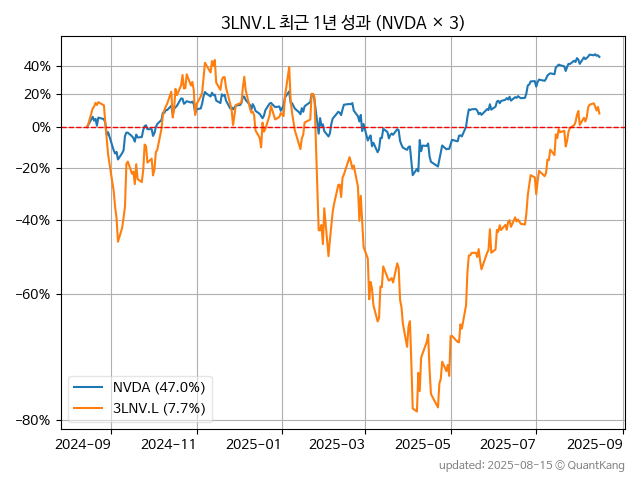 3LNV.L 최근 1년 성과 (NVDA × 3)
40%
20%
0%
−20%
−40%
−60%
−80%
NVDA (47.0%)
3LNV.L (7.7%)
2024−09 2024−11 2025−01 2025−03 2025−05 2025−07 2025−09
updated: 2025-08-15 © QuantKang